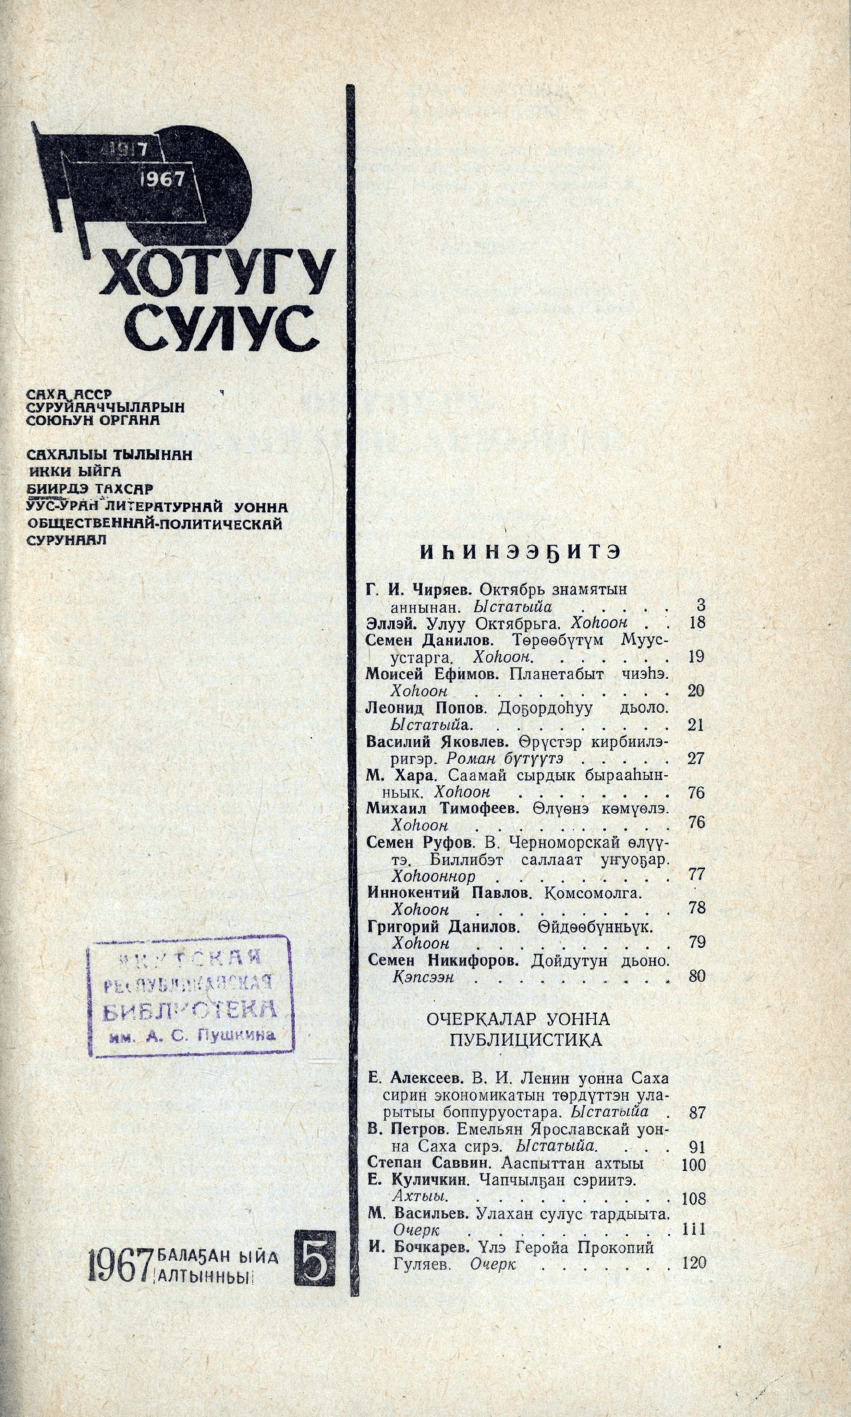 1917
1967
ХОТУГУ
СУЛУС
САХА АССР
СУРУЙААЧЧЫЛАРЫН
СОЮҺУН ОРГАНА
САХАЛЫЫ ТЫЛЫНАН
ИККИ ЫЙГА
БИИРДЭ ТАХСАР
УУС-УРАН ЛИТЕРАТУРНАЙ УОННА
ОБЩЕСТВЕННАЙ-ПОЛИТИЧЕСКАЙ
СУРУНААЛ
ЯКУТСКАЯ
РЕСПУБЛИКАНСКАЯ
БИБЛИОТЕКА
им. А. С. Пушкина
1967 БАЛАҔАН ЫЙА
АЛТЫННЬЫ
5
ИҺИНЭЭҔИТЭ
Г. И. Чиряев. Октябрь знамятын
аннынан. Ыстатыйа . . . . . 3
Эллэй. Улуу Октябрьга. Хоһоон . . 18
Семен Данилов. Төрөөбүтүм Муус-
устарга. Хоһоон. . . . . . . 19
Моисей Ефимов. Планетабыт чиэһэ.
Хоһоон . . . . . . . . . . 20
Леонид Попов. Доҕордоһуу дьоло.
Ыстатыйа. . . . . . . . . . 21
Василий Яковлев. Өрүстэр кирбиилэ-
ригэр. Роман бүтүүтэ . . . . . 27
М. Хара. Саамай сырдык бырааһын-
ньык. Хоһоон . . . . . . . . 76
Михаил Тимофеев. Өлүөнэ көмүөлэ.
Хоһоон . . . . . . . . . . 76
Семен Руфов. В. Черноморскай өлүү-
тэ. Биллибэт саллаат уҥуоҕар.
Хоһооннор . . . . . . . . . 77
Иннокентий Павлов. Комсомолга.
Хоһоон . . . . . . . . . . 78
Григорий Данилов. Өйдөөбүнньүк.
Хоһоон . . . . . . . . . . 79
Семен Никифоров. Дойдутун дьоно.
Кэпсээн . . . . . . . . . . 80
ОЧЕРКАЛАР УОННА
ПУБЛИЦИСТИКА
Е. Алексеев. В. И. Ленин уонна Саха
сирин экономикатын төрдүттэн ула-
рытыы боппуруостара. Ыстатыйа . 87
В. Петров. Емельян Ярославскай уон-
на Саха сирэ. Ыстатыйа. . . . 91
Степан Саввин. Ааспыттан ахтыы 100
Е. Куличкин. Чапчылҕан сэриитэ.
Ахтыы. . . . . . . . . . . 108
М. Васильев. Улахан сулус тардыыта.
Очерк . . . . . . . . . . . 111
И. Бочкарев. Үлэ Геройа Прокопий
Гуляев. Очерк . . . . . . . 120